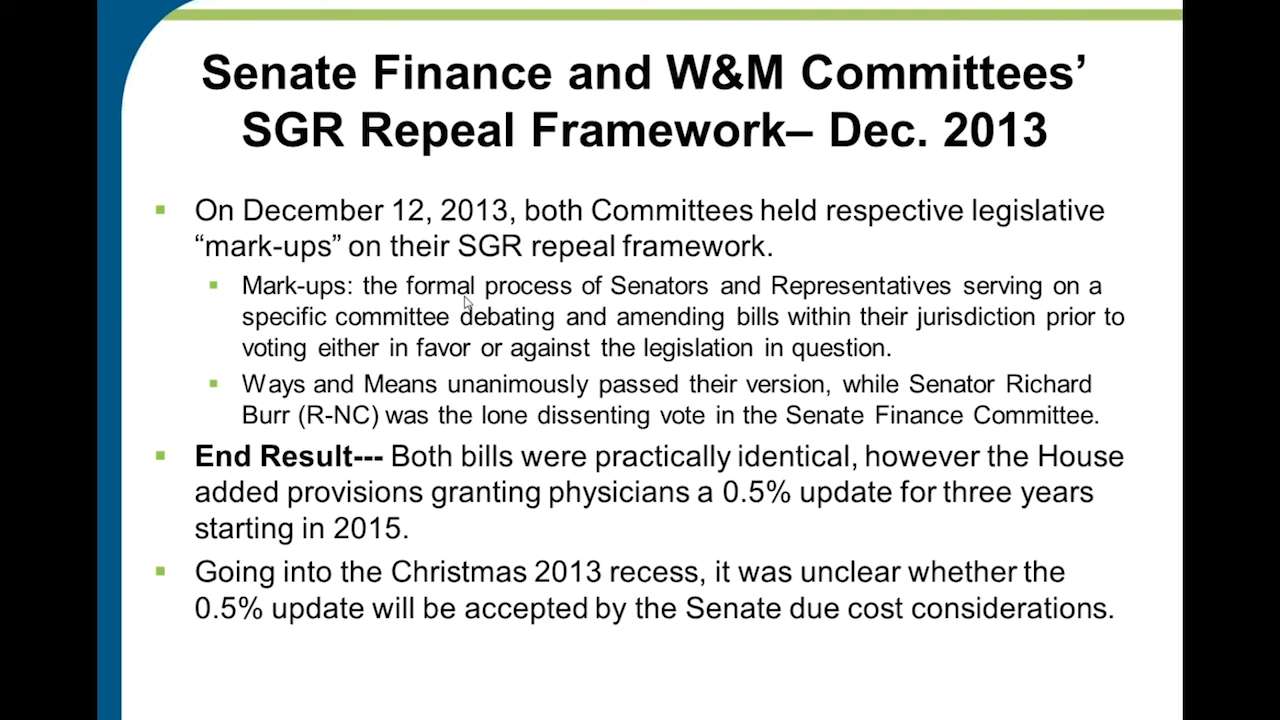 Senate Finance and W&M Committees’
SGR Repeal Framework– Dec. 2013
On December 12, 2013, both Committees held respective legislative
“mark-ups” on their SGR repeal framework.
Mark-ups: the formal process of Senators and Representatives serving on a
specific committee debating and amending bills within their jurisdiction prior to
voting either in favor or against the legislation in question.
Ways and Means unanimously passed their version, while Senator Richard
Burr (R-NC) was the lone dissenting vote in the Senate Finance Committee.
End Result--- Both bills were practically identical, however the House
added provisions granting physicians a 0.5% update for three years
starting in 2015.
Going into the Christmas 2013 recess, it was unclear whether the
0.5% update will be accepted by the Senate due cost considerations.